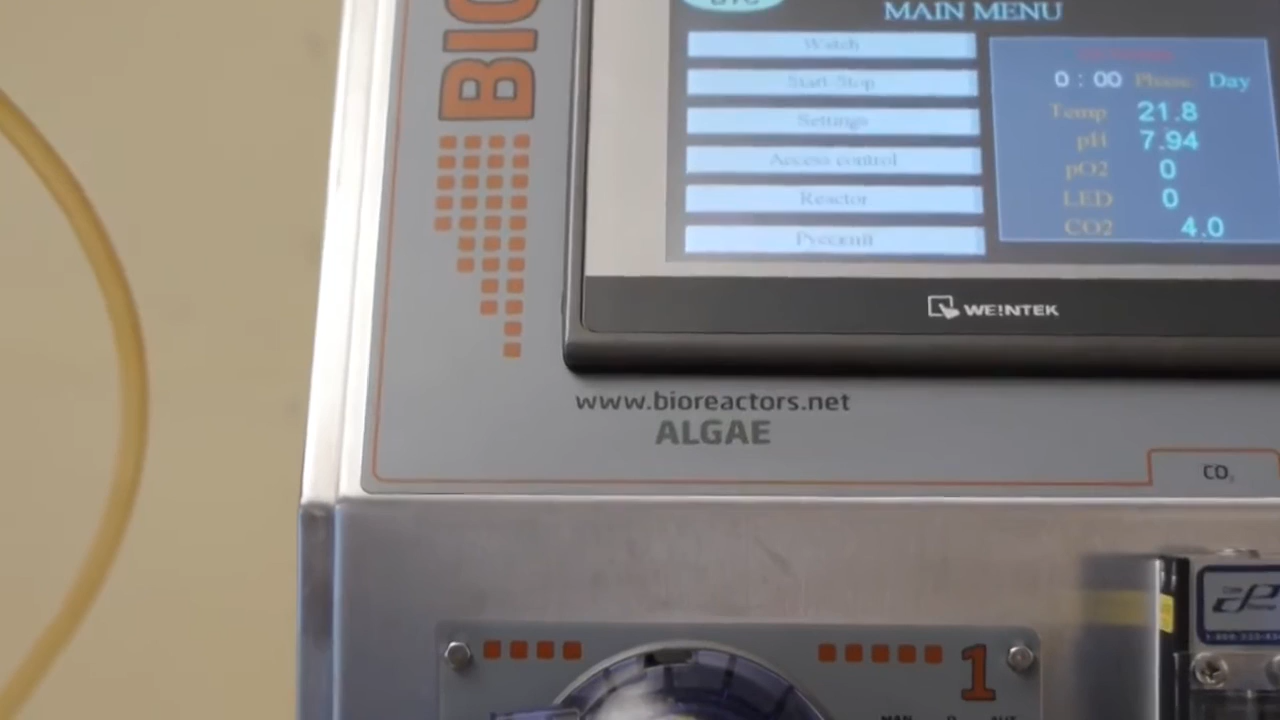 BIO
MAIN MENU
Watch
Start-Stop
Settings
Access control
Reactor
Русский
0 : 00 Phase: Day
Temp 21.8
pH 7.94
pO2 0
LED 0
CO2 4.0
WEINTEK
www.bioreactors.net
ALGAE
CO₂
1